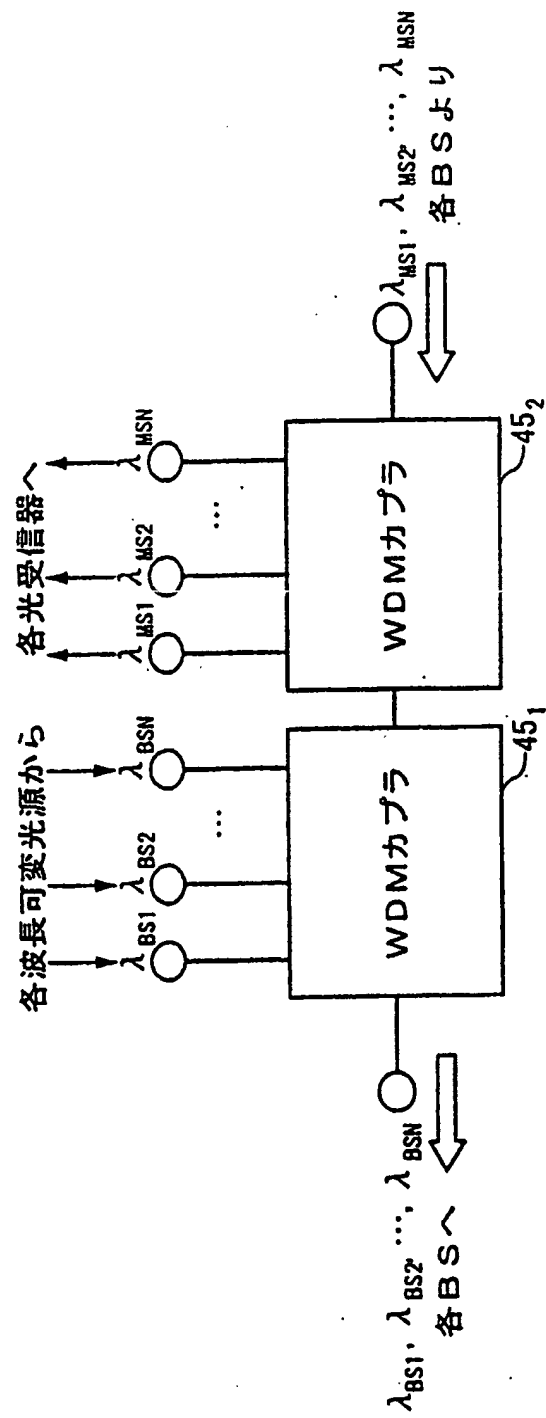 各波長可変光源から
各光受信器へ
λBS1
λBS2
…
λBSN
λMS1
λMS2
…
λMSN
WDMカプラ
WDMカプラ
45₁
45₂
λBS1, λBS2, …, λBSN
各BSへ
λMS1, λMS2, …, λMSN
各BSより